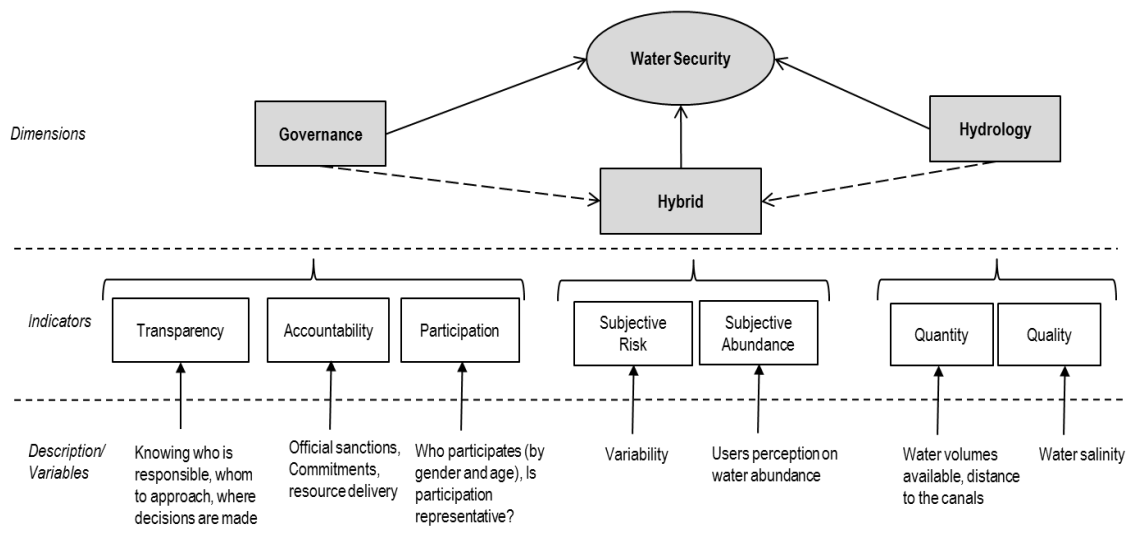 Water Security
Governance
Hydrology
Dimensions
Hybrid
Indicators
Transparency
Accountability
Participation
Subjective
Risk
Subjective
Abundance
Quantity
Quality
Description/
Variables
Knowing who is
responsible, whom
to approach, where
decisions are made
Official sanctions,
Commitments,
resource delivery
Who participates (by
gender and age), Is
participation
representative?
Variability
Users perception on
water abundance
Water volumes
available, distance
to the canals
Water salinity